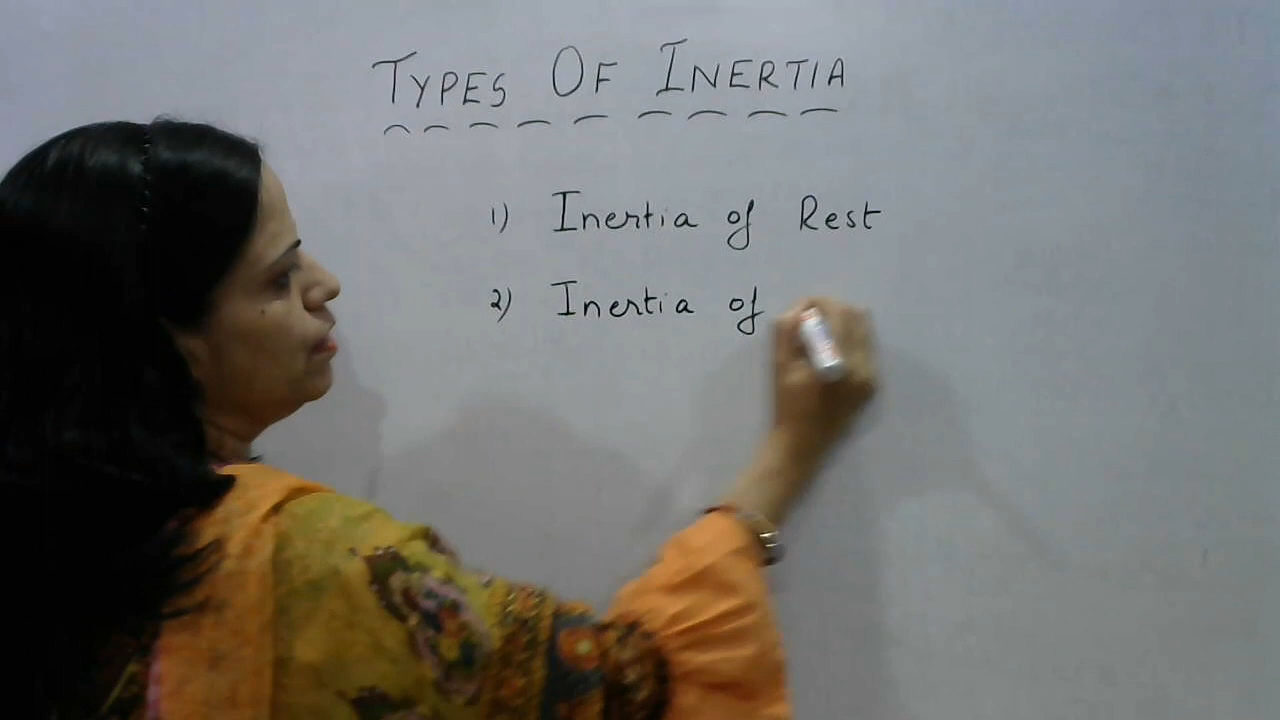 TYPES OF INERTIA
1) Inertia of Rest
2) Inertia of